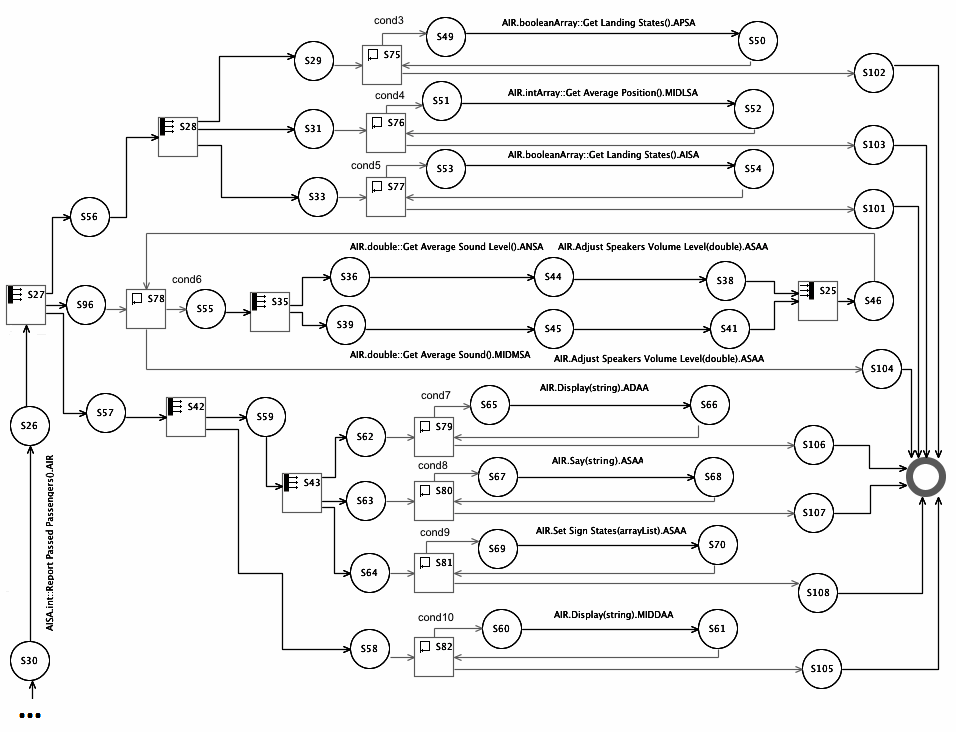 cond3
AIR.booleanArray::Get Landing States().APSA
S49
S50
S29
S75
S102
cond4
AIR.intArray::Get Average Position().MIDLSA
S51
S52
S28
S31
S76
S103
cond5
AIR.booleanArray::Get Landing States().AISA
S53
S54
S33
S77
S101
S56
AIR.double::Get Average Sound Level().ANSA
AIR.Adjust Speakers Volume Level(double).ASAA
cond6
S36
S44
S38
S27
S96
S78
S55
S35
S25
S46
S39
S45
S41
AIR.double::Get Average Sound().MIDMSA
AIR.Adjust Speakers Volume Level(double).ASAA
S104
cond7
AIR.Display(string).ADAA
S65
S66
S26
S57
S42
S59
S62
S79
S106
cond8
AIR.Say(string).ASAA
S67
S68
S43
S63
S80
S107
cond9
AIR.Set Sign States(arrayList).ASAA
S69
S70
S64
S81
S108
AISA.int::Report Passed Passengers().AIR
cond10
AIR.Display(string).MIDDAA
S60
S61
S30
S58
S82
S105
...